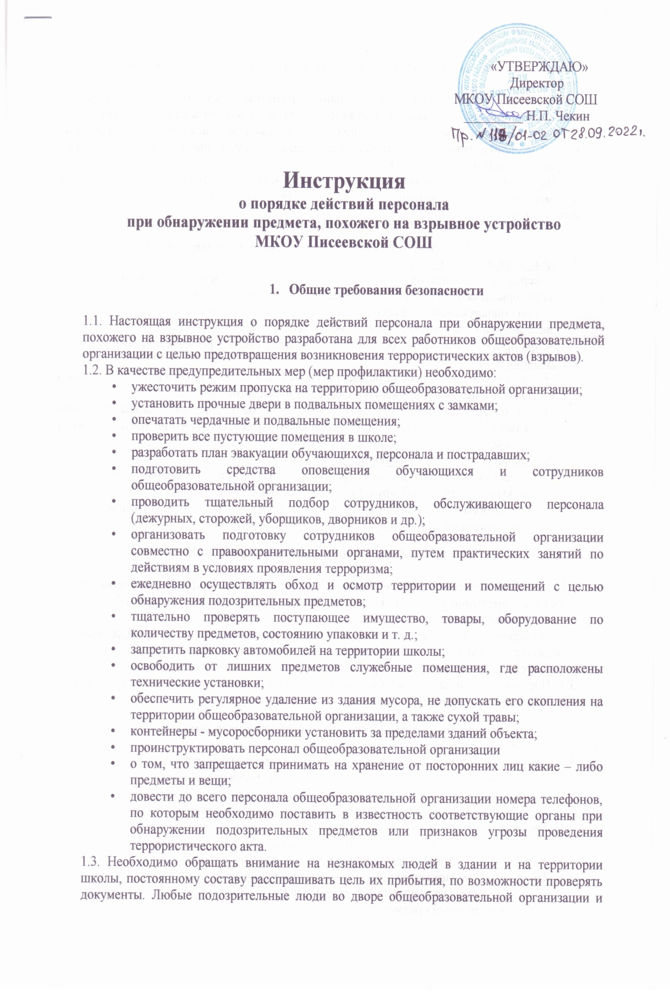 «УТВЕРЖДАЮ»
Для
Директор
документов
МКОУ Писеевской СОШ
Н.П. Чекин
Пр. № /01-02 от 28.09.2022г.
Инструкция
о порядке действий персонала
при обнаружении предмета, похожего на взрывное устройство
МКОУ Писеевской СОШ
1. Общие требования безопасности
1.1. Настоящая инструкция о порядке действий персонала при обнаружении предмета,
похожего на взрывное устройство разработана для всех работников общеобразовательной
организации с целью предотвращения возникновения террористических актов (взрывов).
1.2. В качестве предупредительных мер (мер профилактики) необходимо:
• ужесточить режим пропуска на территорию общеобразовательной организации;
• установить прочные двери в подвальных помещениях с замками;
• опечатать чердачные и подвальные помещения;
• проверить все пустующие помещения в школе;
• разработать план эвакуации обучающихся, персонала и пострадавших;
• подготовить средства оповещения обучающихся и сотрудников
общеобразовательной организации;
• проводить тщательный подбор сотрудников, обслуживающего персонала
(дежурных, сторожей, уборщиков, дворников и др.);
• организовать подготовку сотрудников общеобразовательной организации
совместно с правоохранительными органами, путем практических занятий по
действиям в условиях проявления терроризма;
• ежедневно осуществлять обход и осмотр территории и помещений с целью
обнаружения подозрительных предметов;
• тщательно проверять поступающее имущество, товары, оборудование по
количеству предметов, состоянию упаковки и т. д.;
• запретить парковку автомобилей на территории школы;
• освободить от лишних предметов служебные помещения, где расположены
технические установки;
• обеспечить регулярное удаление из здания мусора, не допускать его скопления на
территории общеобразовательной организации, а также сухой травы;
• контейнеры - мусоросборники установить за пределами зданий объекта;
• проинструктировать персонал общеобразовательной организации
• о том, что запрещается принимать на хранение от посторонних лиц какие – либо
предметы и вещи;
• довести до всего персонала общеобразовательной организации номера телефонов,
по которым необходимо поставить в известность соответствующие органы при
обнаружении подозрительных предметов или признаков угрозы проведения
террористического акта.
1.3. Необходимо обращать внимание на незнакомых людей в здании и на территории
школы, постоянному составу расспрашивать цель их прибытия, по возможности проверять
документы. Любые подозрительные люди во дворе общеобразовательной организации и